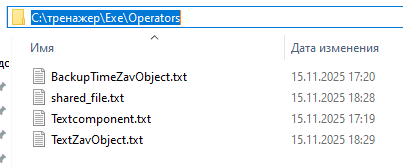 C:\тренажер\Exe\Operators
Имя Дата изменения
BackupTimeZavObject.txt 15.11.2025 17:20
shared_file.txt 15.11.2025 18:28
Textcomponent.txt 15.11.2025 17:19
TextZavObject.txt 15.11.2025 18:29